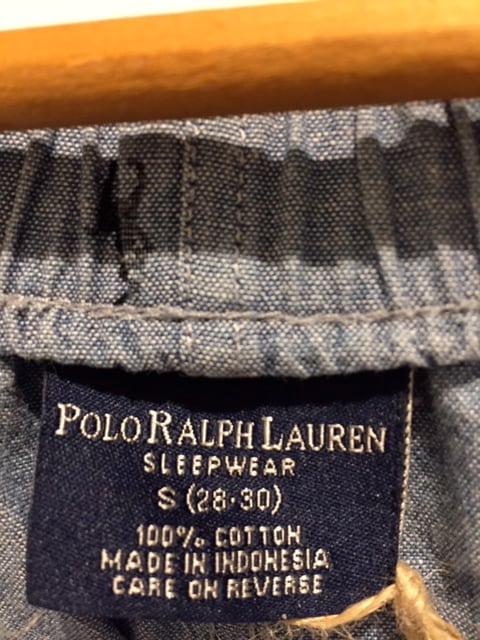 POLO RALPH LAUREN
SLEEPWEAR
S (28-30)
100% COTTON
MADE IN INDONESIA
CARE ON REVERSE